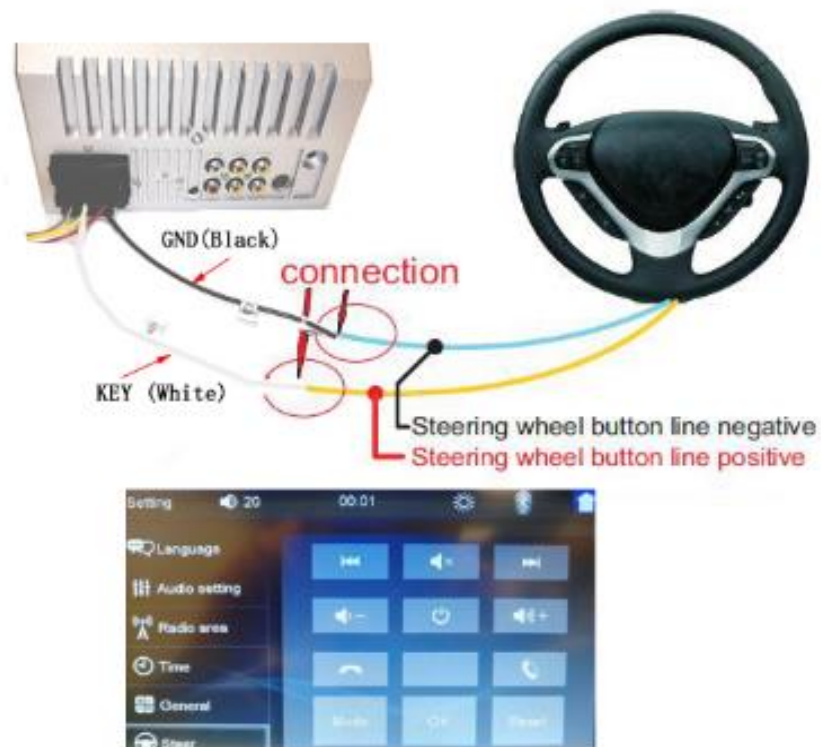 GND(Black)
connection
KEY (White)
Steering wheel button line negative
Steering wheel button line positive
Setting 20 00:01
Language
Audio setting
Radio area
Time
General
Steer
Mode OK Reset